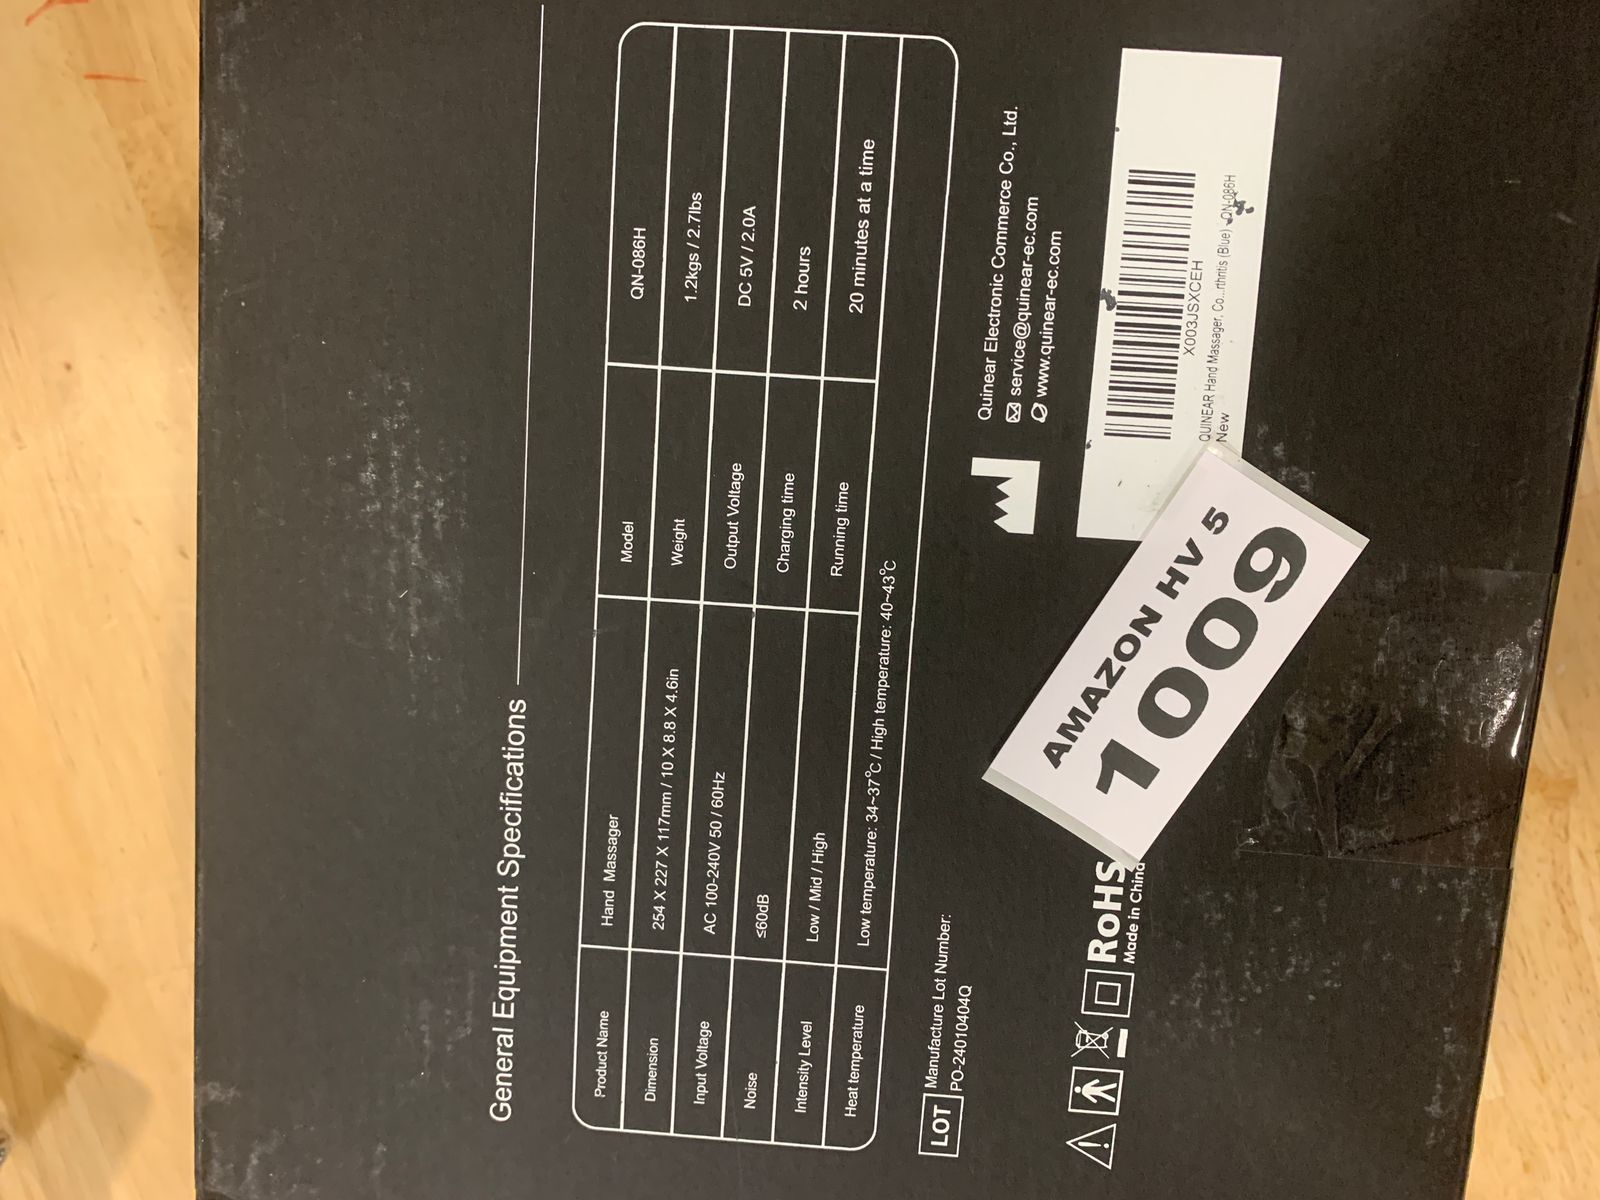 General Equipment Specifications
Product Name Hand Massager Model QN-086H
Dimension 254 X 227 X 117mm / 10 X 8.8 X 4.6in Weight 1.2kgs / 2.7lbs
Input Voltage AC 100-240V 50 / 60Hz Output Voltage DC 5V / 2.0A
Noise ≤60dB Charging time 2 hours
Intensity Level Low / Mid / High Running time 20 minutes at a time
Heat temperature Low temperature: 34~37℃ / High temperature: 40~43℃
LOT
Manufacture Lot Number:
PO-24010404Q
Quinear Electronic Commerce Co., Ltd.
service@quinear-ec.com
www.quinear-ec.com
RoHS
Made in China
X003JSXCEH
QUINEAR Hand Massager, Co...rthritis (Blue) -QN-086H
New
AMAZON HV 5
1009